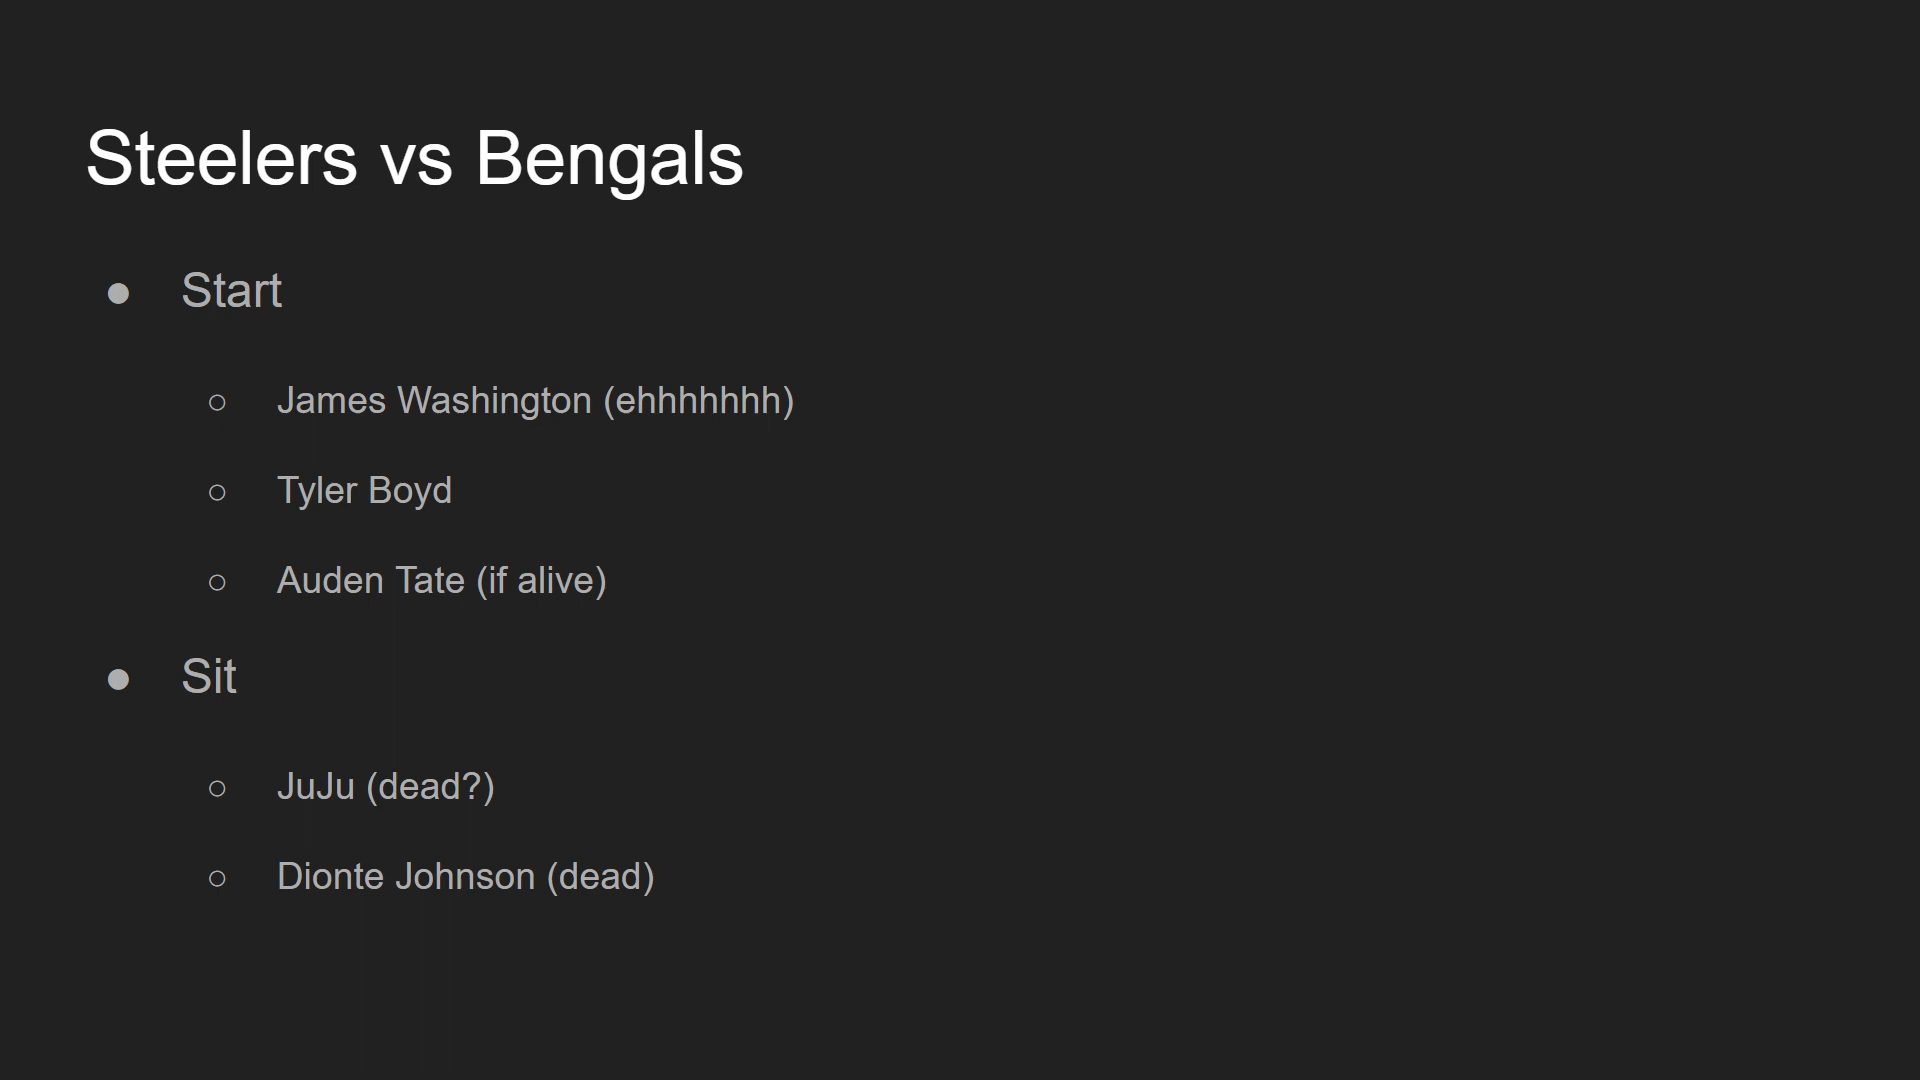 Steelers vs Bengals
● Start
○ James Washington (ehhhhhhh)
○ Tyler Boyd
○ Auden Tate (if alive)
● Sit
○ JuJu (dead?)
○ Dionte Johnson (dead)